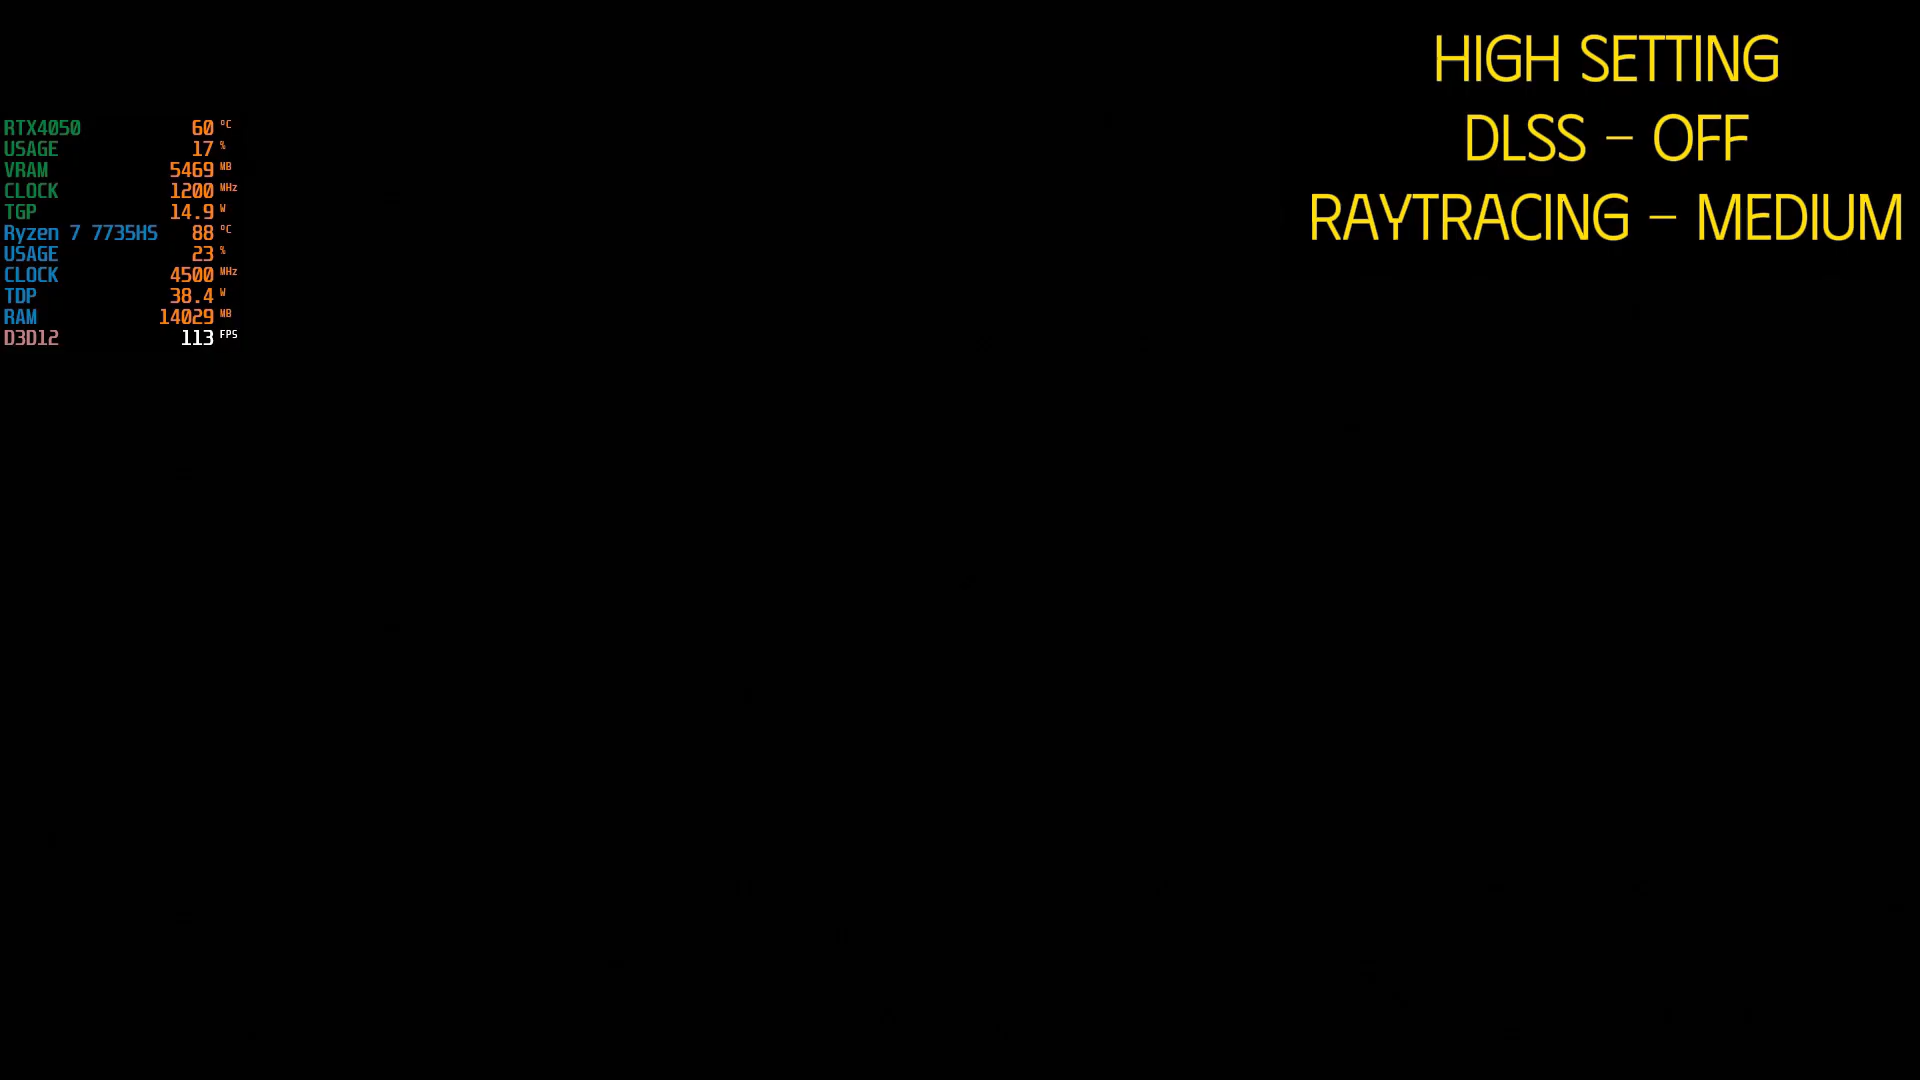 HIGH SETTING
DLSS – OFF
RAYTRACING – MEDIUM
RTX4050 60 °C
USAGE 17 %
VRAM 5469 MB
CLOCK 1200 MHz
TGP 14.9 W
Ryzen 7 7735HS 88 °C
USAGE 23 %
CLOCK 4500 MHz
TDP 38.4 W
RAM 14029 MB
D3D12 113 FPS